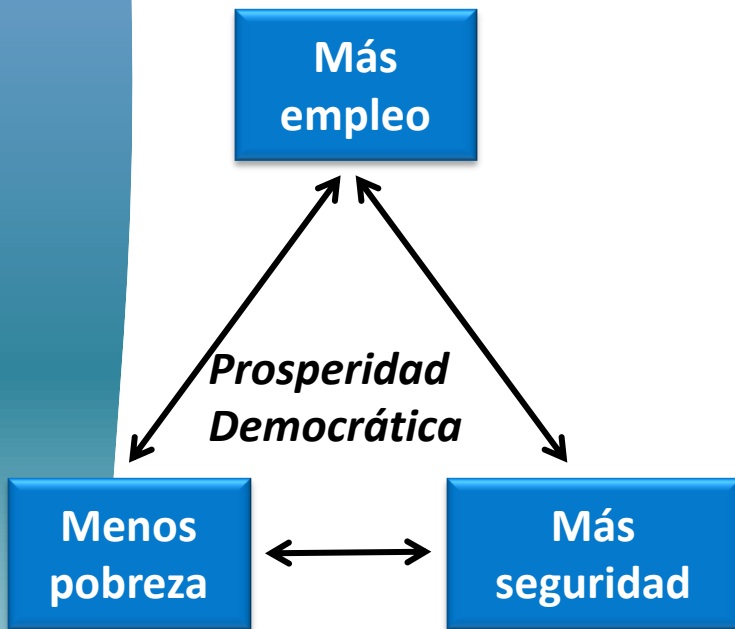 Más
empleo
Prosperidad
Democrática
Menos
pobreza
Más
seguridad